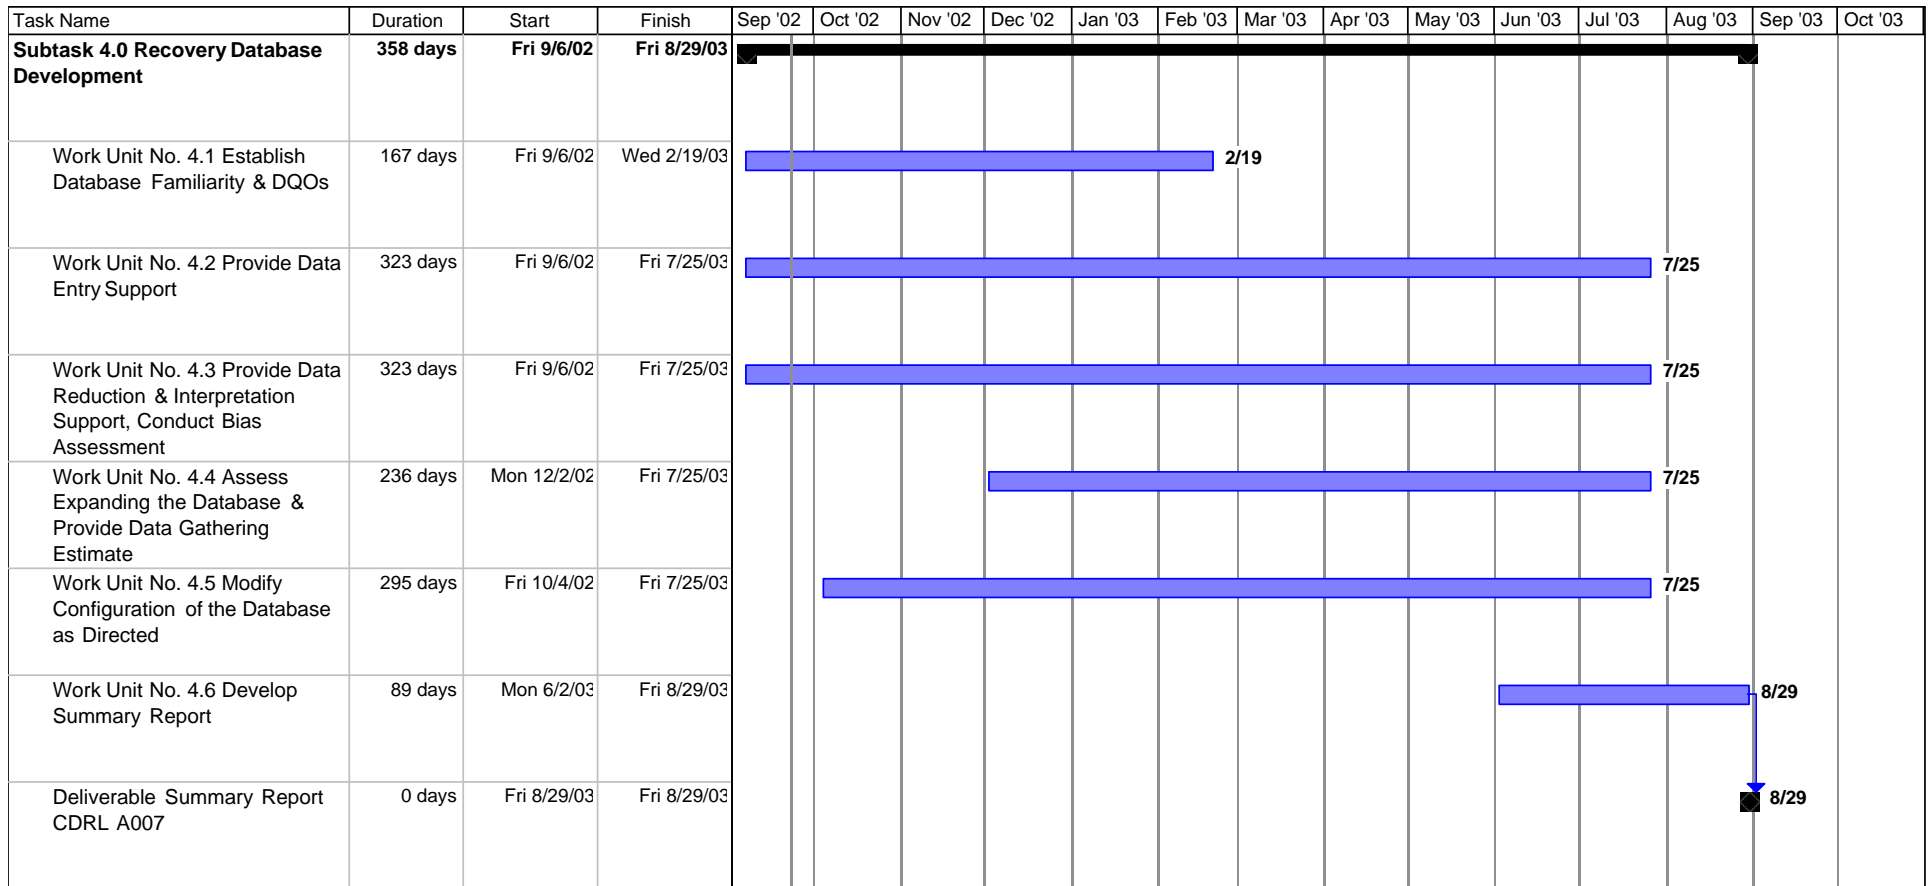 Task Name Duration Start Finish Sep '02 Oct '02 Nov '02 Dec '02 Jan '03 Feb '03 Mar '03 Apr '03 May '03 Jun '03 Jul '03 Aug '03 Sep '03 Oct '03
Subtask 4.0 Recovery Database 358 days Fri 9/6/02 Fri 8/29/03
Development
Work Unit No. 4.1 Establish 167 days Fri 9/6/02 Wed 2/19/03 2/19
Database Familiarity & DQOs
Work Unit No. 4.2 Provide Data 323 days Fri 9/6/02 Fri 7/25/03 7/25
Entry Support
Work Unit No. 4.3 Provide Data 323 days Fri 9/6/02 Fri 7/25/03 7/25
Reduction & Interpretation
Support, Conduct Bias
Assessment
Work Unit No. 4.4 Assess 236 days Mon 12/2/02 Fri 7/25/03 7/25
Expanding the Database &
Provide Data Gathering
Estimate
Work Unit No. 4.5 Modify 295 days Fri 10/4/02 Fri 7/25/03 7/25
Configuration of the Database
as Directed
Work Unit No. 4.6 Develop 89 days Mon 6/2/03 Fri 8/29/03 8/29
Summary Report
Deliverable Summary Report 0 days Fri 8/29/03 Fri 8/29/03 8/29
CDRL A007